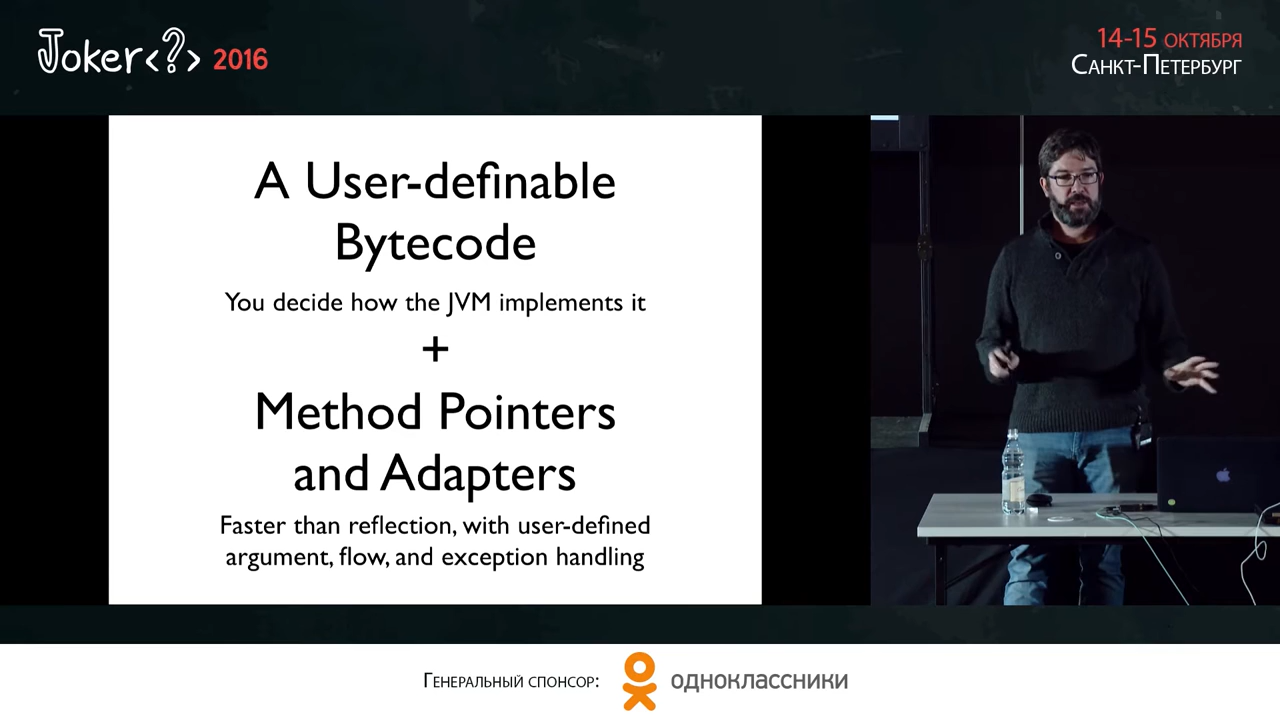 Joker<?> 2016
14-15 октября
Санкт-Петербург
A User-definable
Bytecode
You decide how the JVM implements it
+
Method Pointers
and Adapters
Faster than reflection, with user-defined
argument, flow, and exception handling
Генеральный спонсор: одноклассники